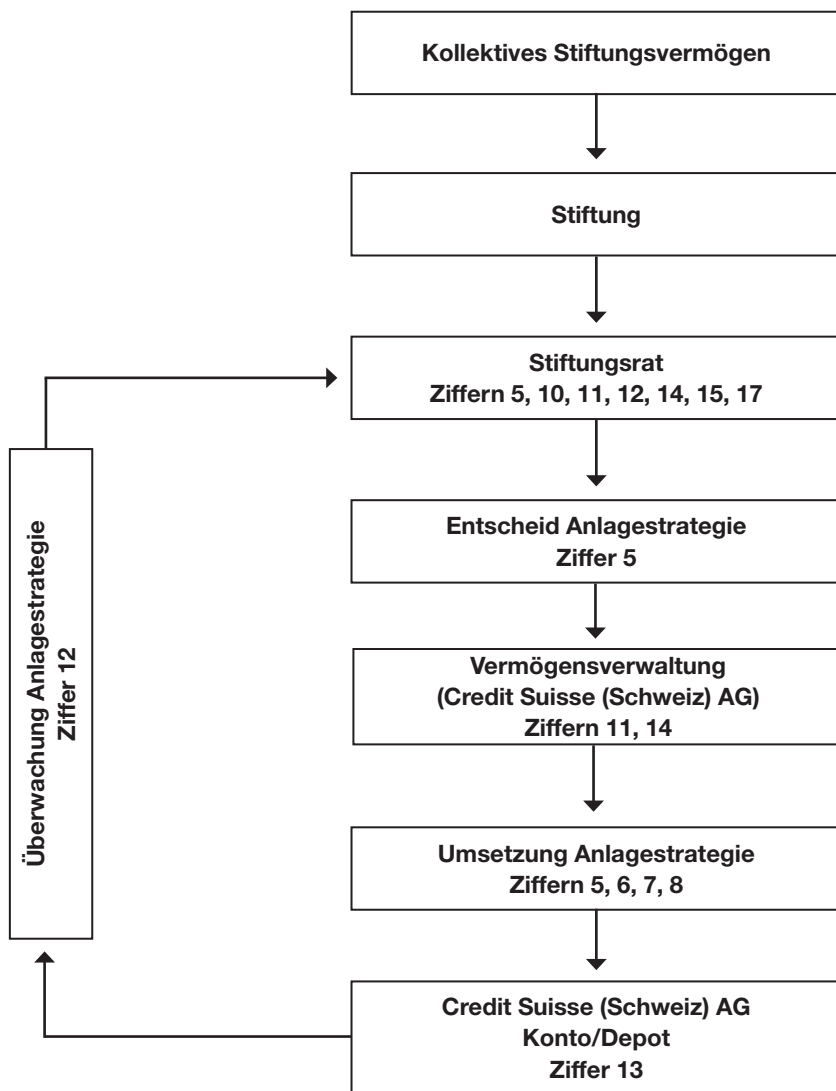 Kollektives Stiftungsvermögen
Stiftung
Stiftungsrat
Ziffern 5, 10, 11, 12, 14, 15, 17
Entscheid Anlagestrategie
Ziffer 5
Vermögensverwaltung
(Credit Suisse (Schweiz) AG)
Ziffern 11, 14
Umsetzung Anlagestrategie
Ziffern 5, 6, 7, 8
Credit Suisse (Schweiz) AG
Konto/Depot
Ziffer 13
Überwachung Anlagestrategie
Ziffer 12